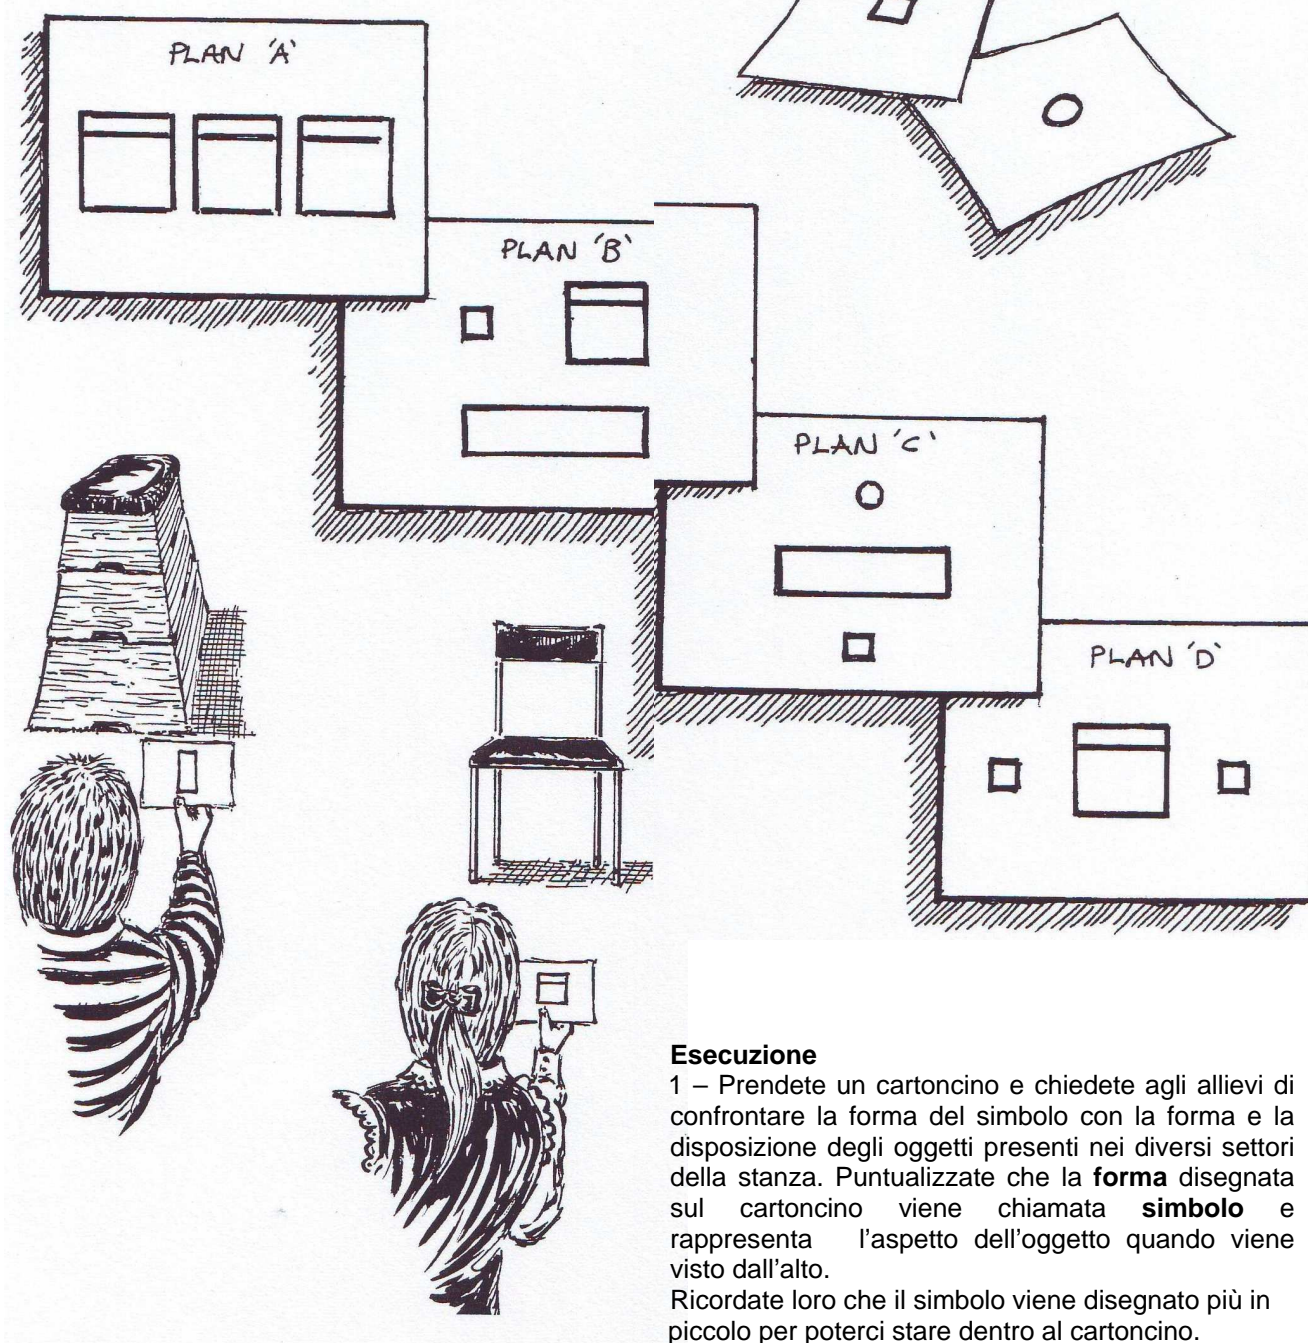 PLAN 'A'
PLAN 'B'
PLAN 'C'
PLAN 'D'
Esecuzione
1 – Prendete un cartoncino e chiedete agli allievi di
confrontare la forma del simbolo con la forma e la
disposizione degli oggetti presenti nei diversi settori
della stanza. Puntualizzate che la forma disegnata
sul cartoncino viene chiamata simbolo e
rappresenta l'aspetto dell'oggetto quando viene
visto dall'alto.
Ricordate loro che il simbolo viene disegnato più in
piccolo per poterci stare dentro al cartoncino.